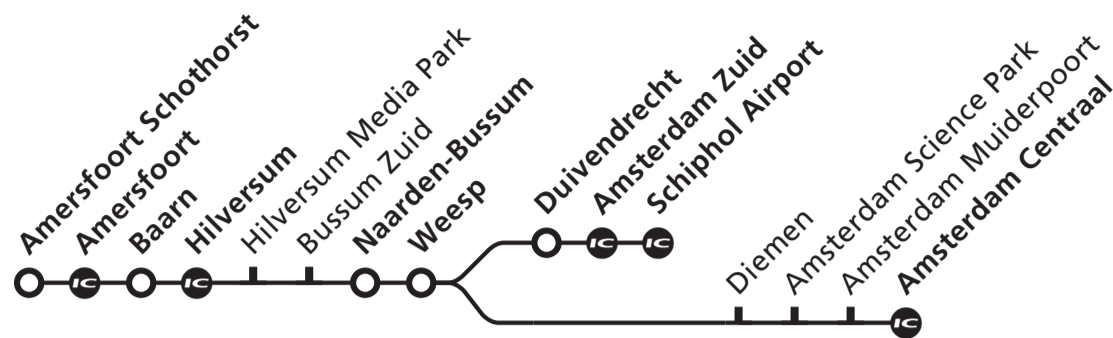 Amersfoort Schothorst
Amersfoort
Baarn
Hilversum
Hilversum Media Park
Bussum Zuid
Naarden-Bussum
Weesp
Duivendrecht
Amsterdam Zuid
Schiphol Airport
Diemen
Amsterdam Science Park
Amsterdam Muiderpoort
Amsterdam Centraal
IC
IC
IC
IC
IC